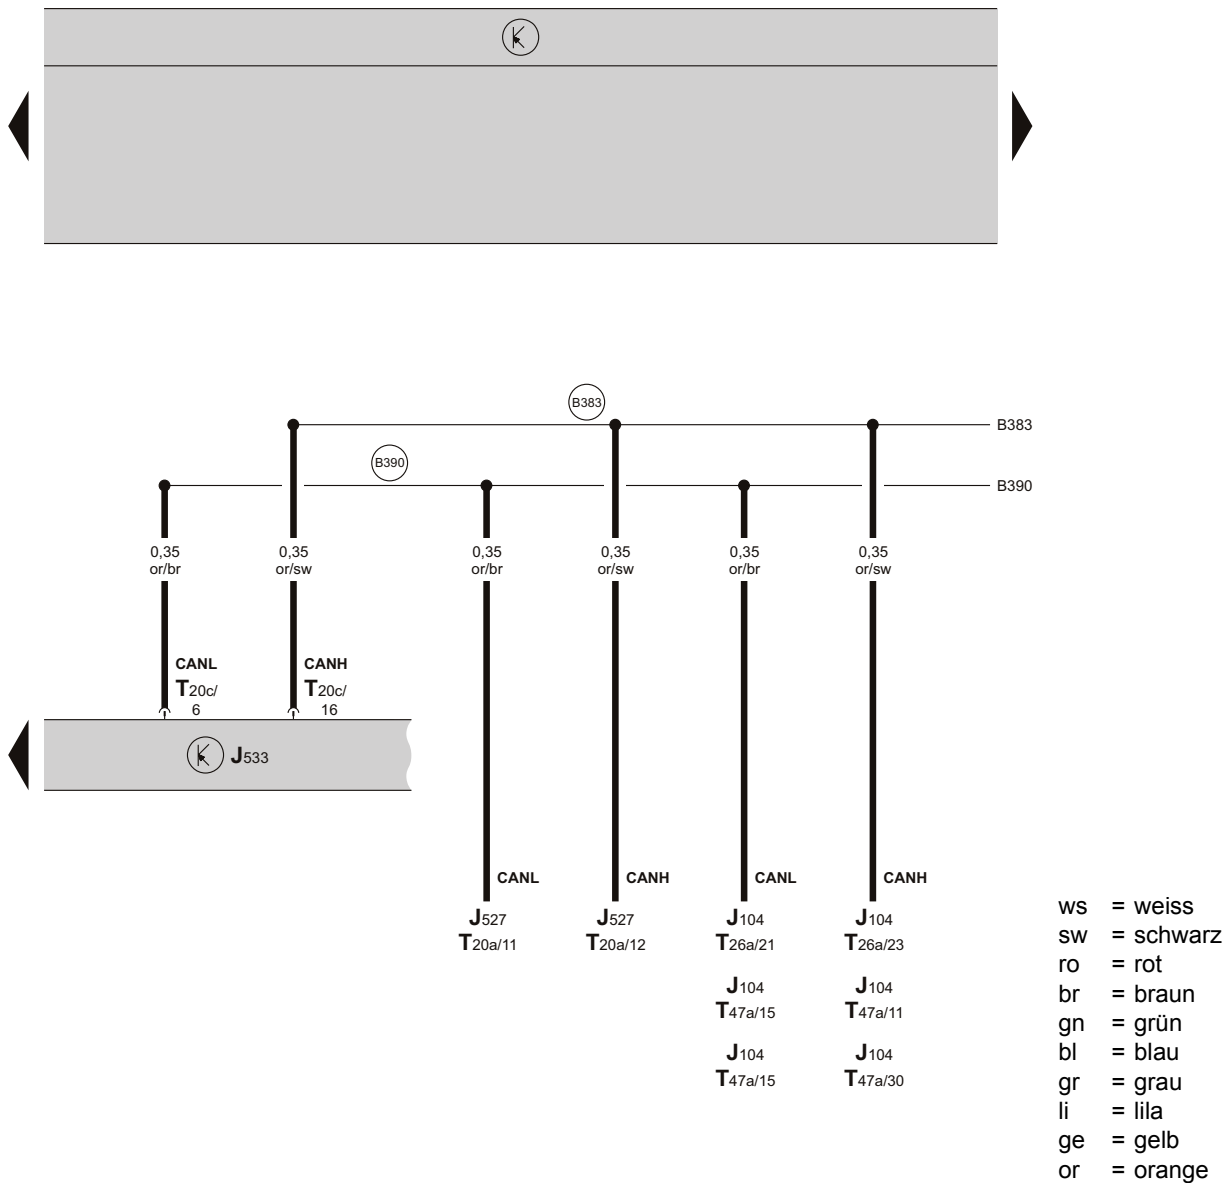 B383
B383
B390
B390
0,35 0,35 0,35 0,35 0,35 0,35
or/br or/sw or/br or/sw or/br or/sw
CANL CANH
T20c/ T20c/
6 16
J533
CANL CANH CANL CANH
J527 J527 J104 J104
T20a/11 T20a/12 T26a/21 T26a/23
J104 J104
T47a/15 T47a/11
J104 J104
T47a/15 T47a/30
ws = weiss
sw = schwarz
ro = rot
br = braun
gn = grün
bl = blau
gr = grau
li = lila
ge = gelb
or = orange